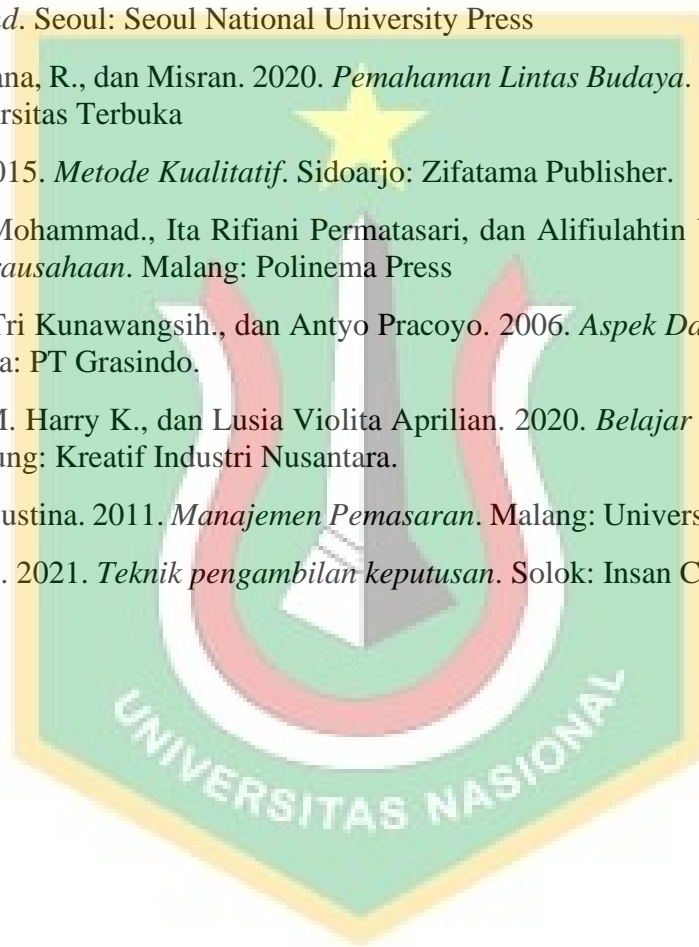 d. Seoul: Seoul National University Press
ana, R., dan Misran. 2020. Pemahaman Lintas Budaya.
ersitas Terbuka
015. Metode Kualitatif. Sidoarjo: Zifatama Publisher.
Mohammad., Ita Rifiani Permatasari, dan Alifiulahtin
rausahaan. Malang: Polinema Press
Tri Kunawangsih., dan Antyo Pracoyo. 2006. Aspek Da
a: PT Grasindo.
M. Harry K., dan Lusia Violita Aprilian. 2020. Belajar
ung: Kreatif Industri Nusantara.
ustina. 2011. Manajemen Pemasaran. Malang: Univers
. 2021. Teknik pengambilan keputusan. Solok: Insan C
UNIVERSITAS NASIONAL